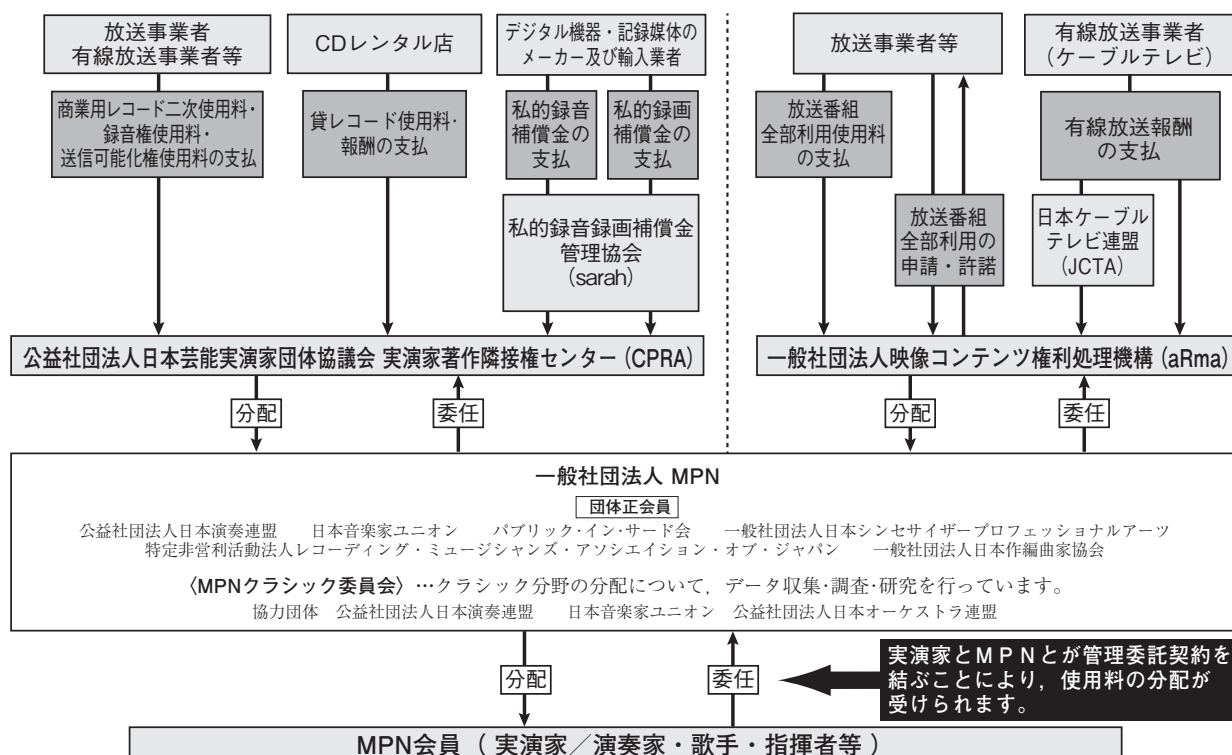 放送事業者
有線放送事業者等
CDレンタル店
デジタル機器・記録媒体の
メーカー及び輸入業者
放送事業者等
有線放送事業者
（ケーブルテレビ）
商業用レコード二次使用料・
録音権使用料・
送信可能化権使用料の支払
貸レコード使用料・
報酬の支払
私的録音
補償金の
支払
私的録画
補償金の
支払
放送番組
全部利用使用料
の支払
有線放送報酬
の支払
私的録音録画補償金
管理協会
(sarah)
放送番組
全部利用の
申請・許諾
日本ケーブル
テレビ連盟
(JCTA)
公益社団法人日本芸能実演家団体協議会 実演家著作隣接権センター (CPRA)
一般社団法人映像コンテンツ権利処理機構 (aRma)
分配
委任
分配
委任
一般社団法人 MPN
団体正会員
公益社団法人日本演奏連盟 日本音楽家ユニオン パブリック・イン・サード会 一般社団法人日本シンセサイザープロフェッショナルアーツ
特定非営利活動法人レコーディング・ミュージシャンズ・アソシエイション・オブ・ジャパン 一般社団法人日本作編曲家協会
〈MPNクラシック委員会〉…クラシック分野の分配について，データ収集・調査・研究を行っています。
協力団体 公益社団法人日本演奏連盟 日本音楽家ユニオン 公益社団法人日本オーケストラ連盟
分配
委任
実演家とＭＰＮとが管理委託契約を
結ぶことにより，使用料の分配が
受けられます。
MPN会員（ 実演家／演奏家・歌手・指揮者等 ）